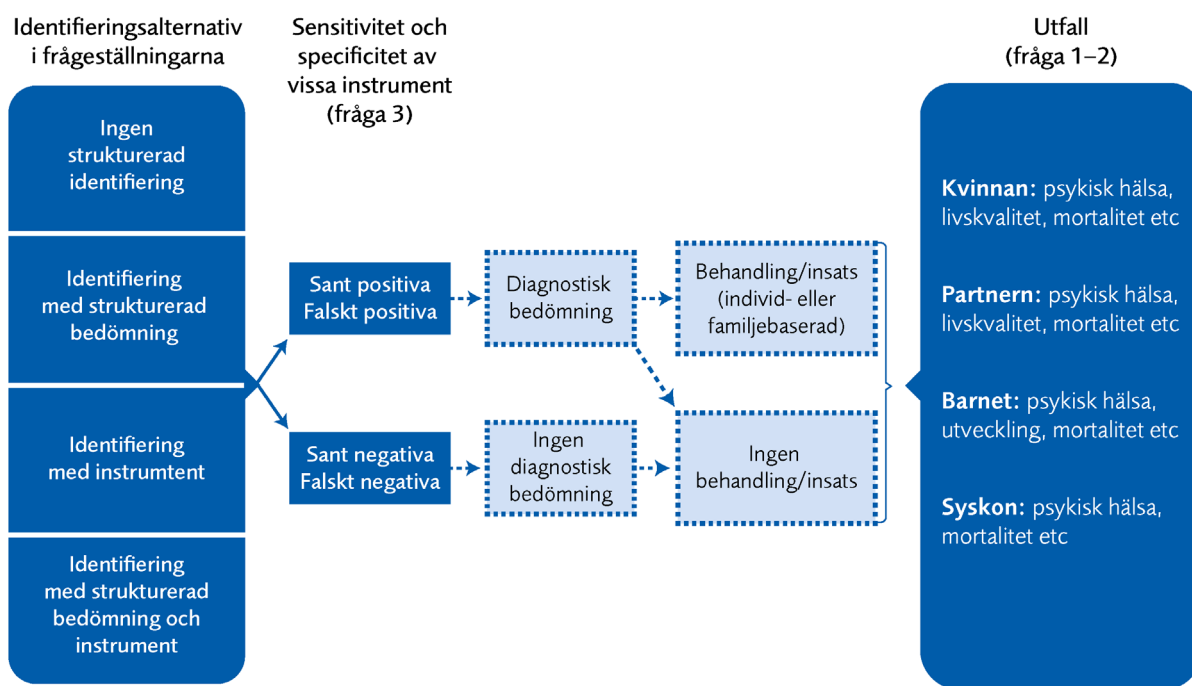 Identifieringsalternativ
i frågeställningarna
Sensitivitet och
specificitet av
vissa instrument
(fråga 3)
Utfall
(fråga 1–2)
Ingen
strukturerad
identifiering
Identifiering
med strukturerad
bedömning
Identifiering
med instrumtent
Identifiering
med strukturerad
bedömning och
instrument
Sant positiva
Falskt positiva
Sant negativa
Falskt negativa
Diagnostisk
bedömning
Ingen
diagnostisk
bedömning
Behandling/insats
(individ- eller
familjebaserad)
Ingen
behandling/insats
Kvinnan: psykisk hälsa,
livskvalitet, mortalitet etc
Partnern: psykisk hälsa,
livskvalitet, mortalitet etc
Barnet: psykisk hälsa,
utveckling, mortalitet etc
Syskon: psykisk hälsa,
mortalitet etc